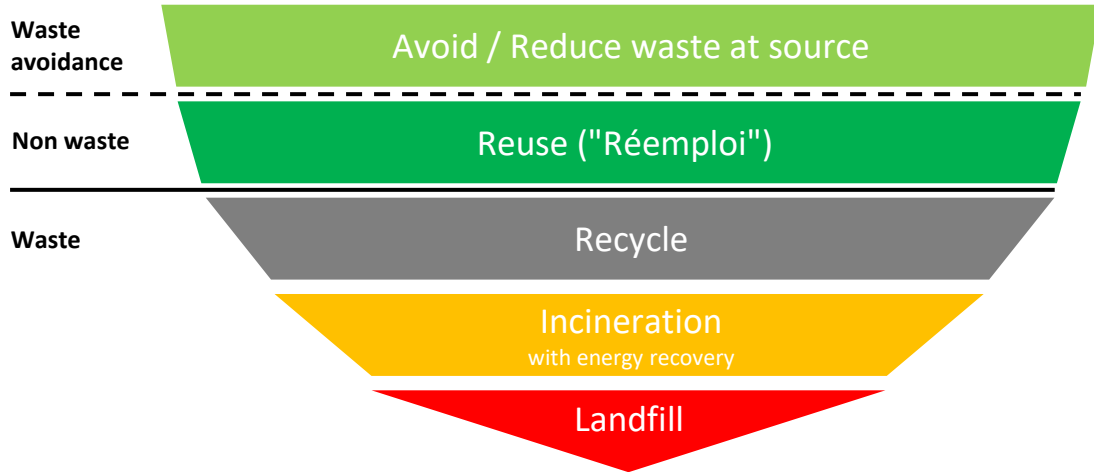 Waste
avoidance
Avoid / Reduce waste at source
Non waste
Reuse ("Réemploi")
Waste
Recycle
Incineration
with energy recovery
Landfill